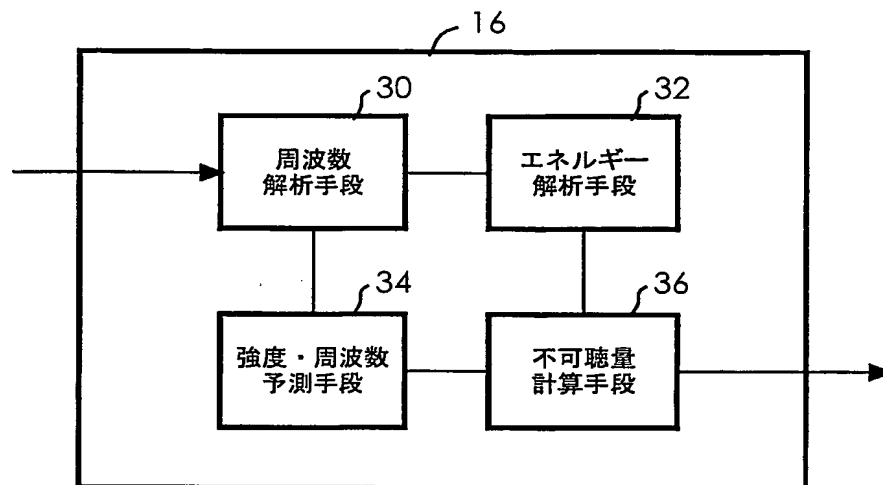 16
30
32
周波数
解析手段
エネルギー
解析手段
34
36
強度・周波数
予測手段
不可聴量
計算手段